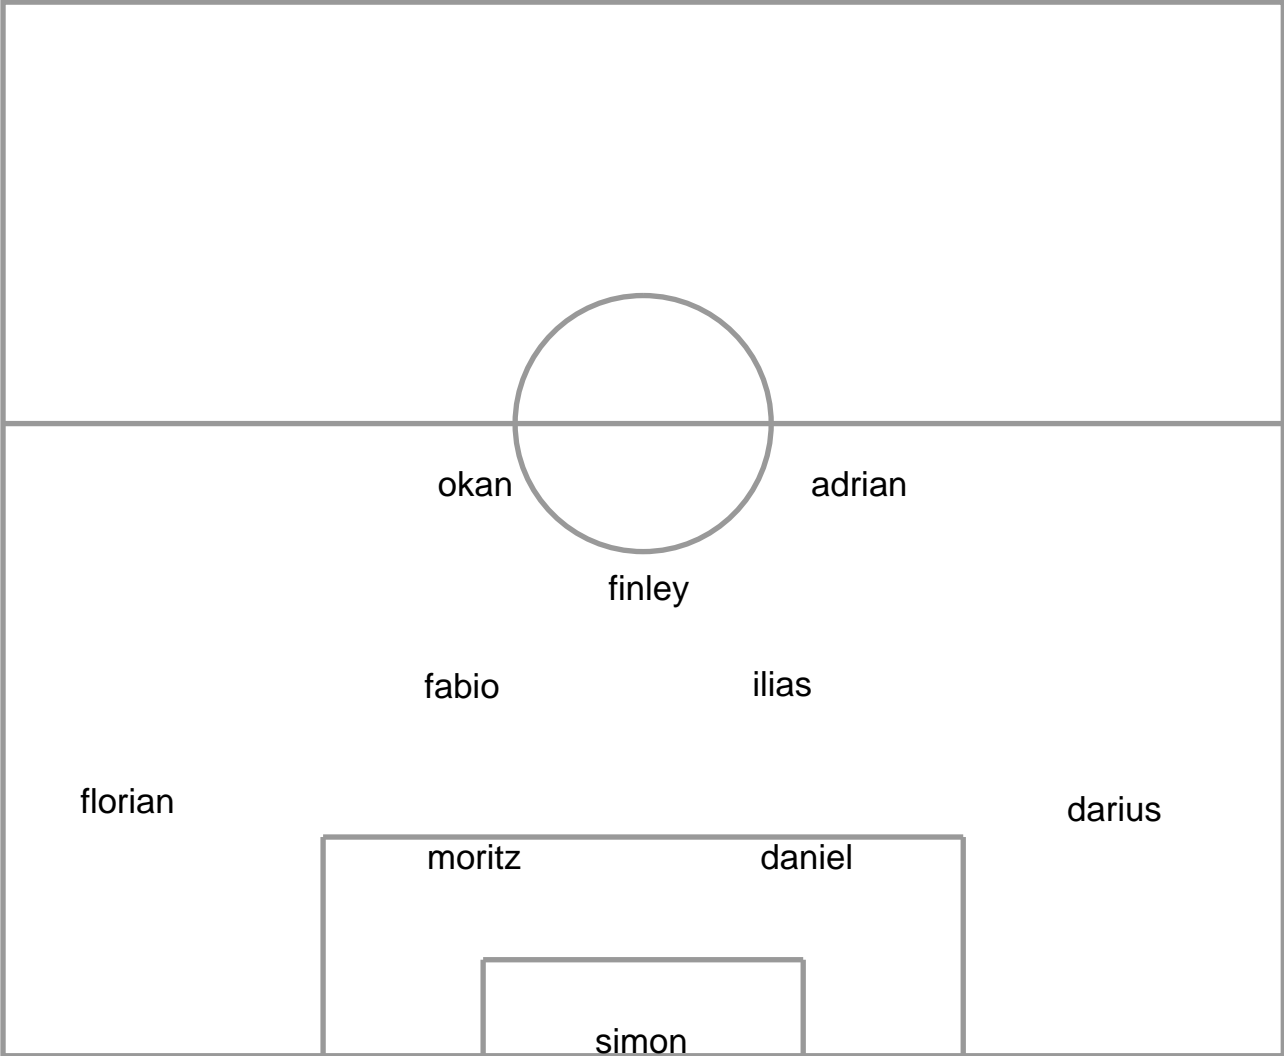 okan
adrian
finley
fabio
ilias
florian
darius
moritz
daniel
simon